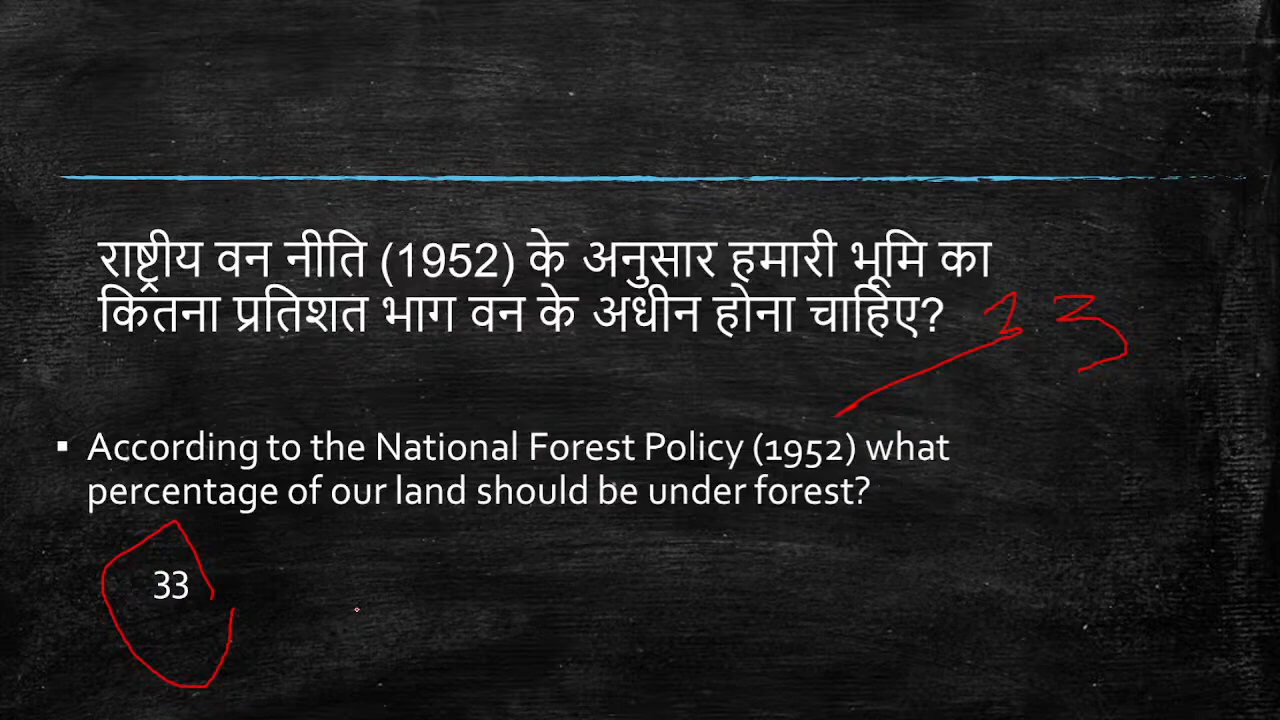 राष्ट्रीय वन नीति (1952) के अनुसार हमारी भूमि का
कितना प्रतिशत भाग वन के अधीन होना चाहिए?
▪ According to the National Forest Policy (1952) what
percentage of our land should be under forest?
33